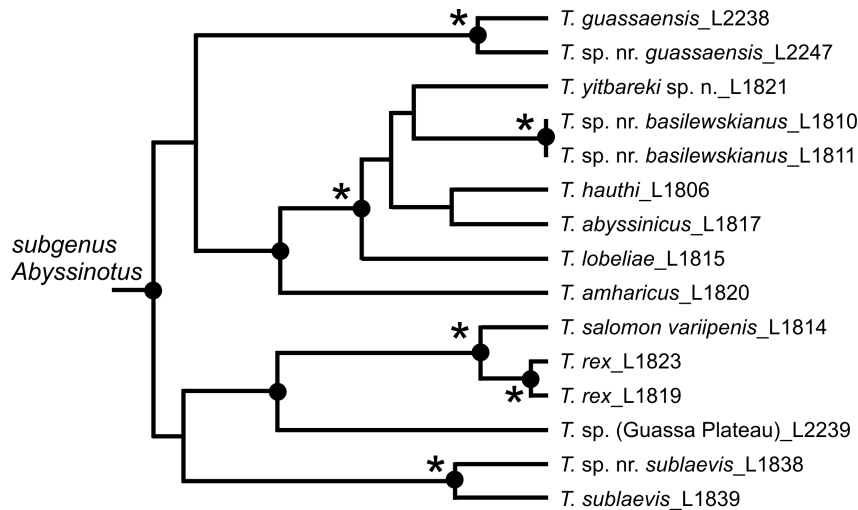 T. guassaensis_L2238
T. sp. nr. guassaensis_L2247
T. yitbareki sp. n._L1821
T. sp. nr. basilewskianus_L1810
T. sp. nr. basilewskianus_L1811
T. hauthi_L1806
T. abyssinicus_L1817
T. lobeliae_L1815
T. amharicus_L1820
T. salomon variipenis_L1814
T. rex_L1823
T. rex_L1819
T. sp. (Guassa Plateau)_L2239
T. sp. nr. sublaevis_L1838
T. sublaevis_L1839
subgenus
Abyssinotus
*
*
*
*
*
*